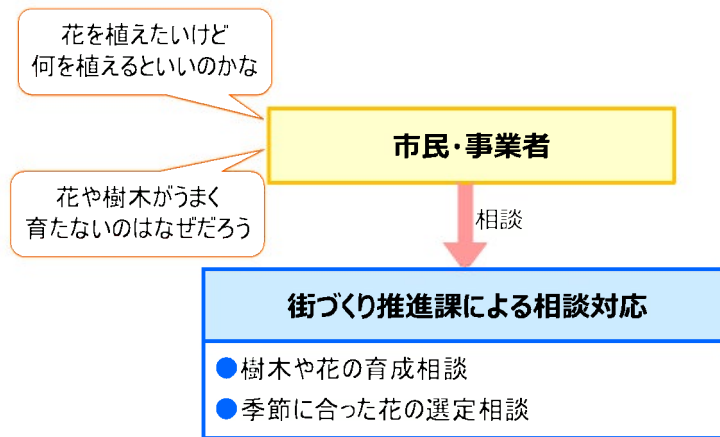 花を植えたいけど
何を植えるといいのかな
市民・事業者
花や樹木がうまく
育たないのはなぜだろう
相談
街づくり推進課による相談対応
●樹木や花の育成相談
●季節に合った花の選定相談